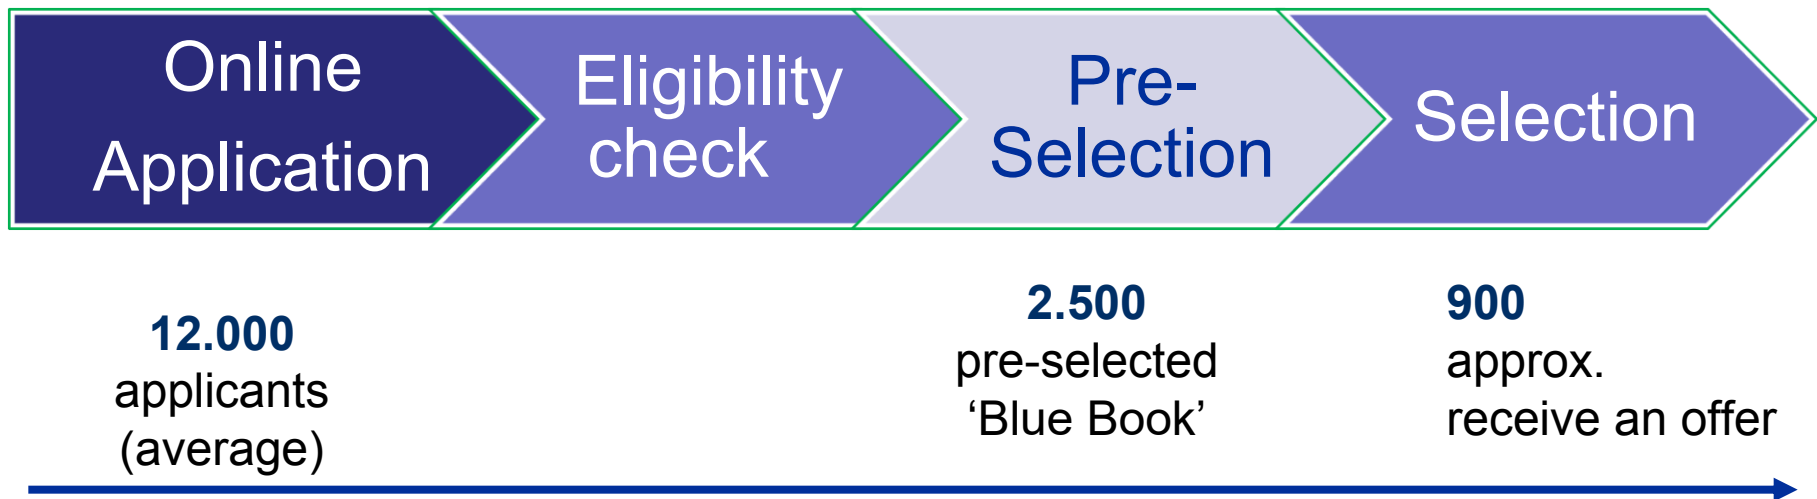 Online
Application
Eligibility
check
Pre-
Selection
Selection
12.000
applicants
(average)
2.500
pre-selected
‘Blue Book’
900
approx.
receive an offer